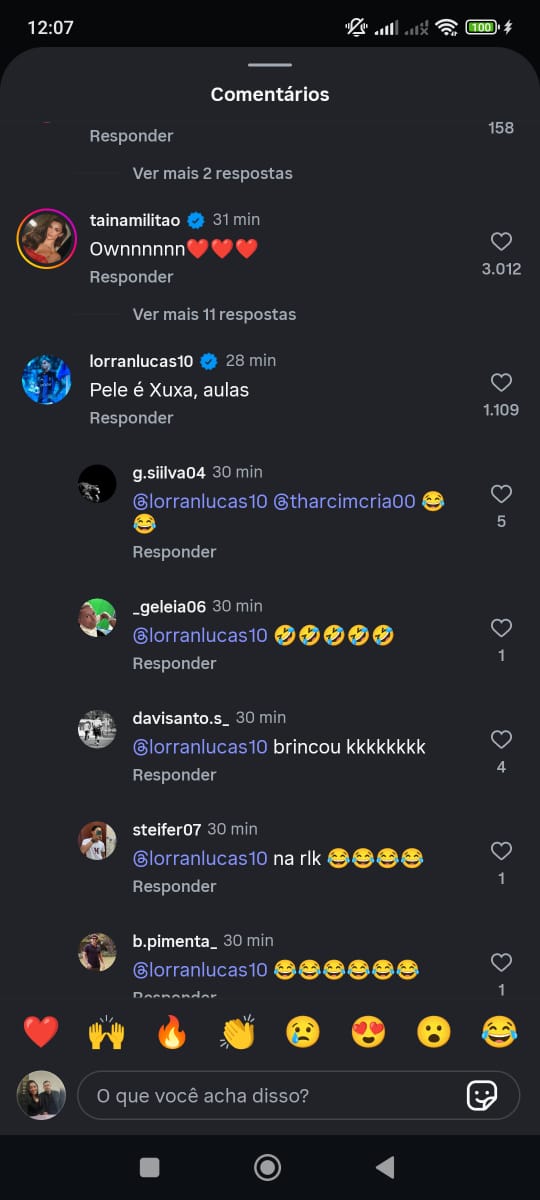 12:07
100
Comentários
Responder
158
Ver mais 2 respostas
tainamilitao 31 min
Ownnnnnn❤️❤️❤️
Responder
3.012
Ver mais 11 respostas
lorranlucas10 28 min
Pele é Xuxa, aulas
Responder
1.109
g.siilva04 30 min
@lorranlucas10 @tharcimcria00 😂
😂
Responder
5
_geleia06 30 min
@lorranlucas10 🤣🤣🤣🤣🤣
Responder
1
davisanto.s_ 30 min
@lorranlucas10 brincou kkkkkkkk
Responder
4
steifer07 30 min
@lorranlucas10 na rlk 😂😂😂😂
Responder
1
b.pimenta_ 30 min
@lorranlucas10 😂😂😂😂😂😂
Responder
1
❤️ 🙌 🔥 👏 😢 😍 😮 😂
O que você acha disso?